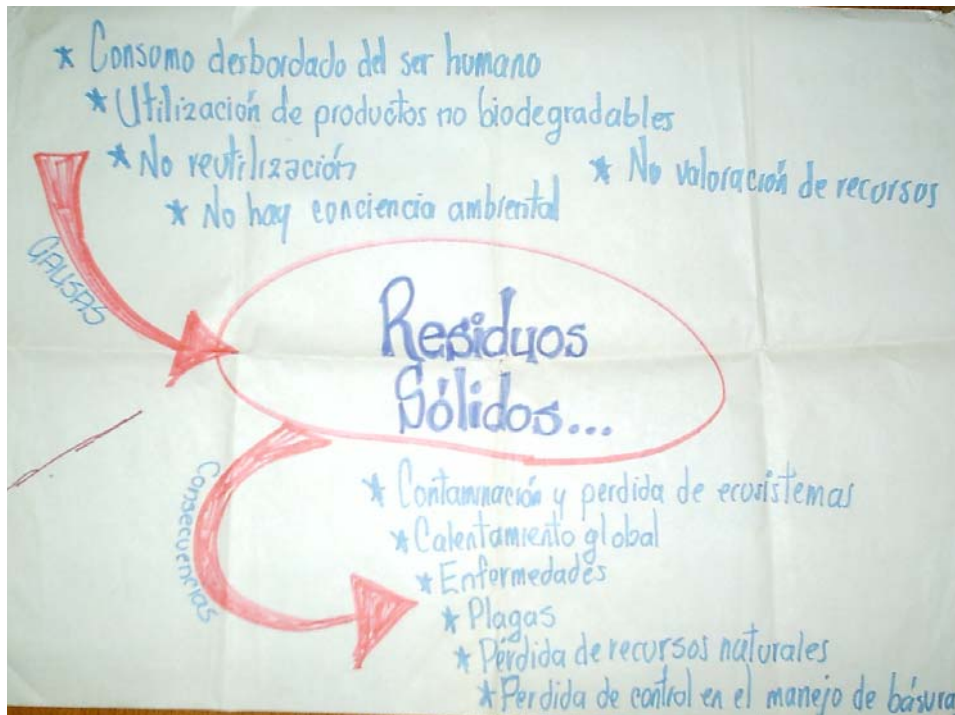 * Consumo desbordado del ser humano
* Utilización de productos no biodegradables
* No reutilización
* No valoración de recursos
* No hay conciencia ambiental
CAUSAS
Residuos
Sólidos...
Consecuencias
* Contaminación y perdida de ecosistemas
* Calentamiento global
* Enfermedades
* Plagas
* Pérdida de recursos naturales
* Perdida de control en el manejo de básura